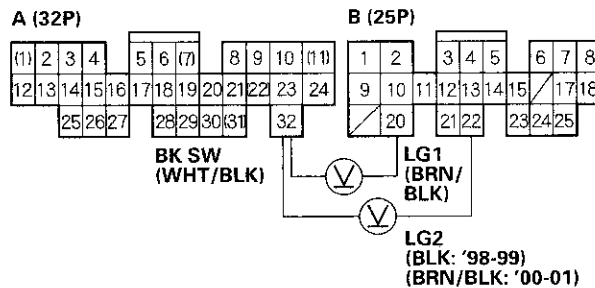 A (32P) B (25P)
(1) 2 3 4 5 6 (7) 8 9 10 (11) 1 2 3 4 5 6 7 8
12 13 14 15 16 17 18 19 20 21 22 23 24 9 10 11 12 13 14 15 17 18
25 26 27 28 29 30 (31) 32 20 21 22 23 24 25
BK SW
(WHT/BLK)
V
LG1
(BRN/
BLK)
V
LG2
(BLK: '98-99)
(BRN/BLK: '00-01)